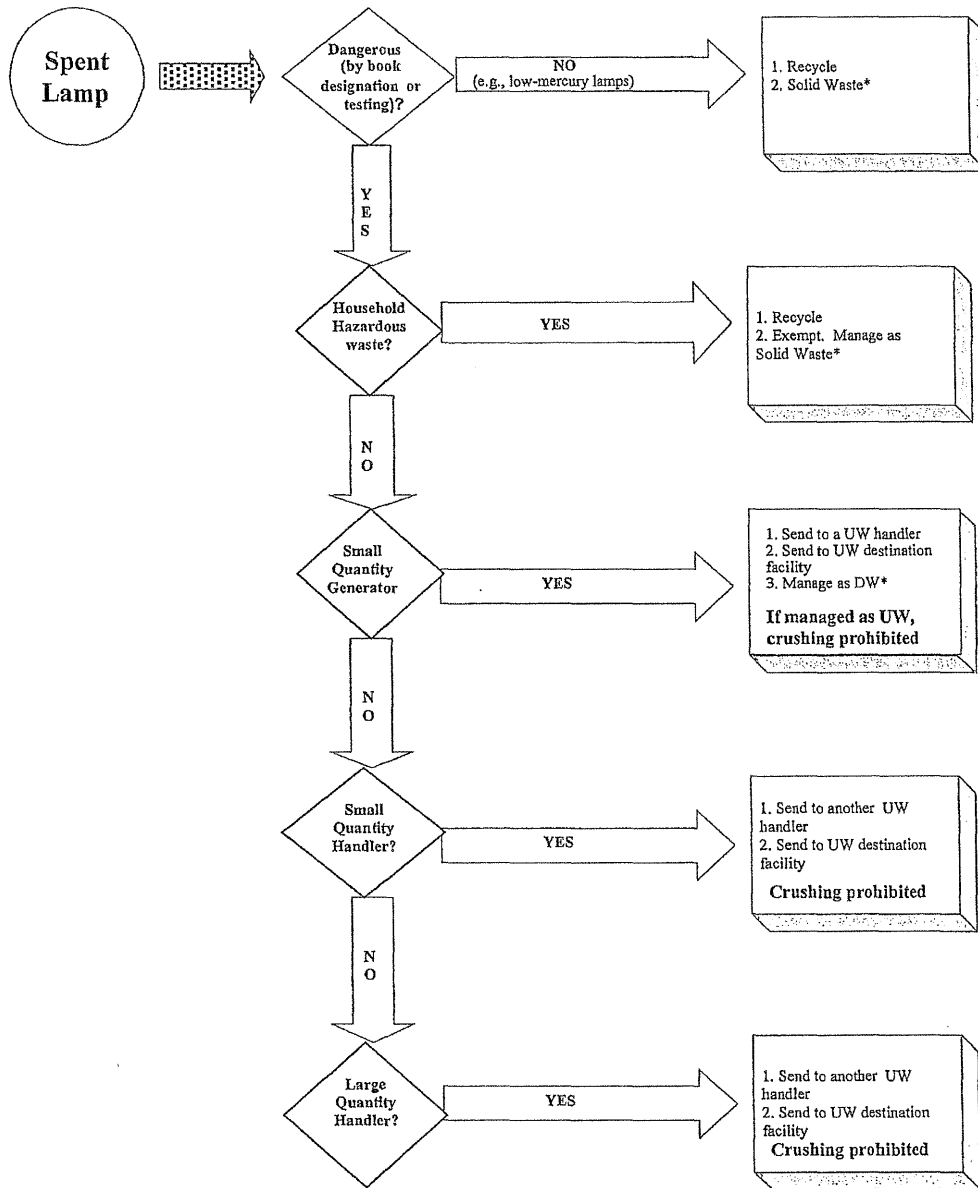 Spent
Lamp
Dangerous
(by book
designation or
testing)?
NO
(e.g., low-mercury lamps)
1. Recycle
2. Solid Waste*
Y
E
S
Household
Hazardous
waste?
YES
1. Recycle
2. Exempt. Manage as
Solid Waste*
N
O
Small
Quantity
Generator
YES
1. Send to a UW handler
2. Send to UW destination
facility
3. Manage as DW*
If managed as UW,
crushing prohibited
N
O
Small
Quantity
Handler?
YES
1. Send to another UW
handler
2. Send to UW destination
facility
Crushing prohibited
N
O
Large
Quantity
Handler?
YES
1. Send to another UW
handler
2. Send to UW destination
facility
Crushing prohibited